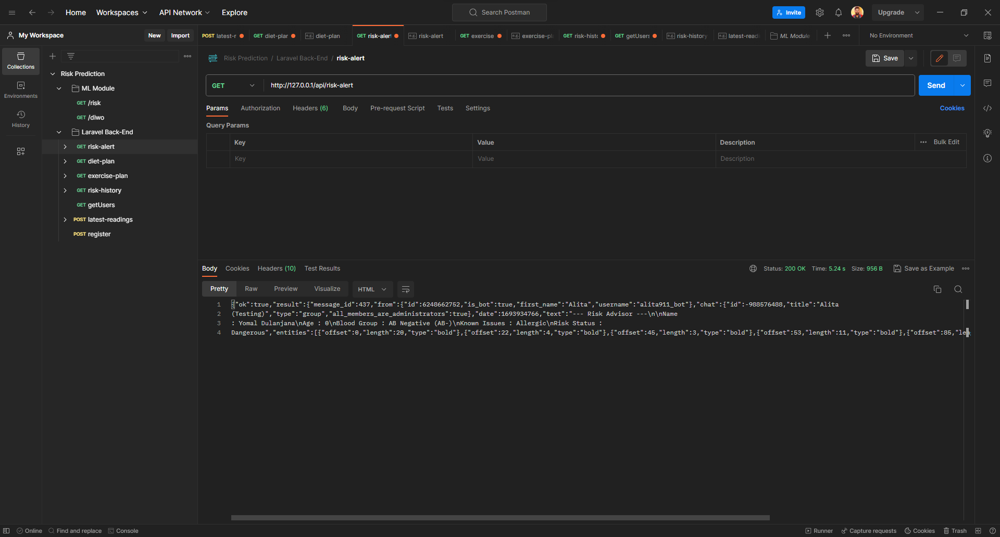 Home Workspaces API Network Explore Search Postman Invite Upgrade
My Workspace New Import POST latest-r GET diet-plar e.g. diet-plan GET risk-aler e.g. risk-alert GET exercise e.g. exercise-pl GET risk-histo GET getUsers e.g. risk-history e.g. latest-readi ML Module No Environment
Collections
Environments
History
Risk Prediction
ML Module
GET /risk
GET /diwo
Laravel Back-End
GET risk-alert
GET diet-plan
GET exercise-plan
GET risk-history
GET getUsers
POST latest-readings
POST register
HTTP Risk Prediction / Laravel Back-End / risk-alert Save
GET http://127.0.0.1/api/risk-alert Send
Params Authorization Headers (6) Body Pre-request Script Tests Settings Cookies
Query Params
Key Value Description Bulk Edit
Key Value Description
Body Cookies Headers (10) Test Results Status: 200 OK Time: 5.24 s Size: 956 B Save as Example
Pretty Raw Preview Visualize HTML
1 {"ok":true,"result":{"message_id":437,"from":{"id":6248662752,"is_bot":true,"first_name":"Alita","username":"alita911_bot"},"chat":{"id":-988576488,"title":"Alita
2 (Testing)","type":"group","all_members_are_administrators":true},"date":1693934766,"text":"--- Risk Advisor ---\n\nName
3 : Yomal Dulanjana\nAge : 0\nBlood Group : AB Negative (AB-)\nKnown Issues : Allergic\nRisk Status :
4 Dangerous","entities":[{"offset":0,"length":20,"type":"bold"},{"offset":22,"length":4,"type":"bold"},{"offset":45,"length":3,"type":"bold"},{"offset":53,"length":11,"type":"bold"},{"offset":85,"len
Online Find and replace Console Runner Capture requests Cookies Trash